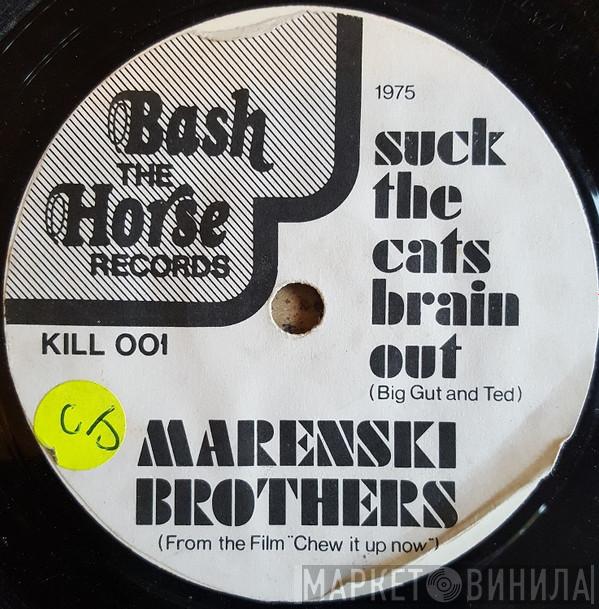 Bash
THE
Horse
RECORDS
KILL 001
1975
suck
the
cats
brain
out
(Big Gut and Ted)
MARENSKI
BROTHERS
(From the Film "Chew it up now")
МАРКЕТ ВИНИЛА